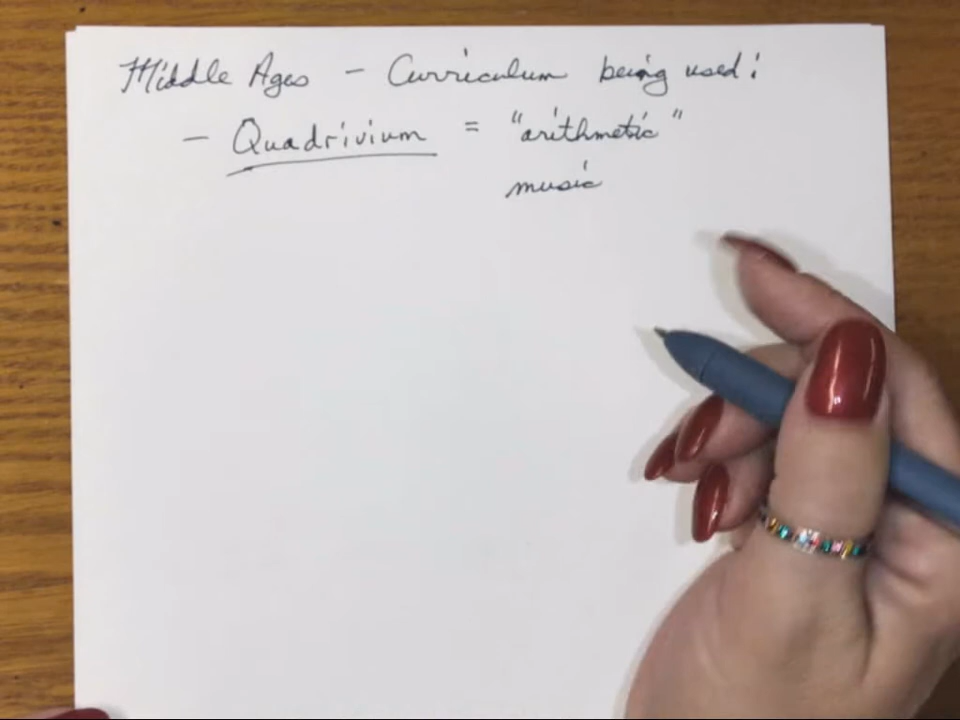 Middle Ages - Curriculum being used:
- Quadrivium = "arithmetic"
music